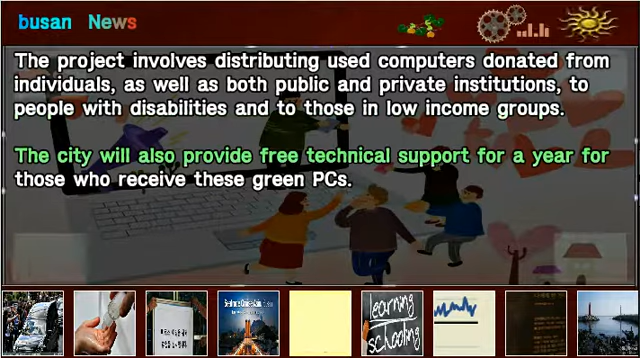 busan News
The project involves distributing used computers donated from
individuals, as well as both public and private institutions, to
people with disabilities and to those in low income groups.
The city will also provide free technical support for a year for
those who receive these green PCs.
learning
schooling